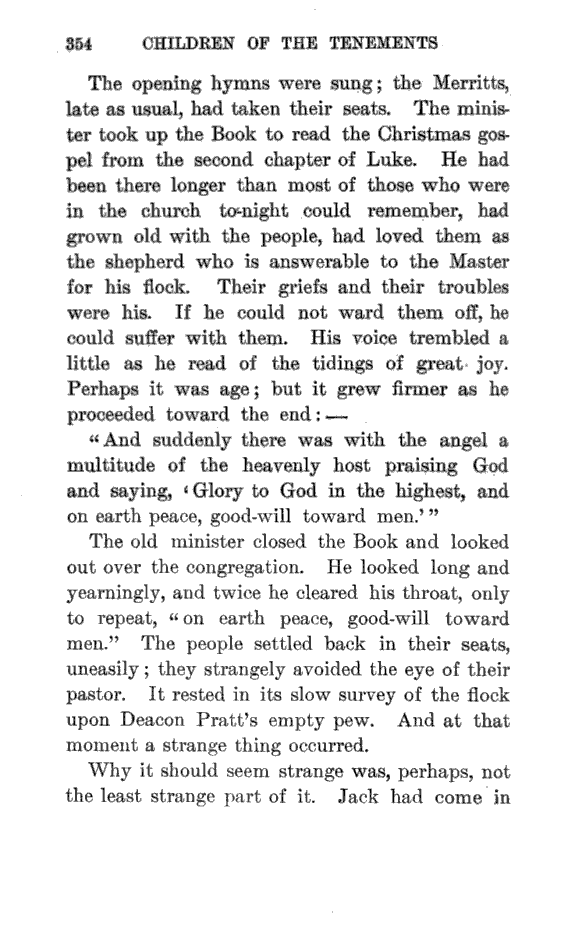 354 CHILDREN OF THE TENEMENTS
The opening hymns were sung; the Merritts,
late as usual, had taken their seats. The minis-
ter took up the Book to read the Christmas gos-
pel from the second chapter of Luke. He had
been there longer than most of those who were
in the church to-night could remember, had
grown old with the people, had loved them as
the shepherd who is answerable to the Master
for his flock. Their griefs and their troubles
were his. If he could not ward them off, he
could suffer with them. His voice trembled a
little as he read of the tidings of great joy.
Perhaps it was age; but it grew firmer as he
proceeded toward the end:—
"And suddenly there was with the angel a
multitude of the heavenly host praising God
and saying, 'Glory to God in the highest, and
on earth peace, good-will toward men.'"
The old minister closed the Book and looked
out over the congregation. He looked long and
yearningly, and twice he cleared his throat, only
to repeat, "on earth peace, good-will toward
men." The people settled back in their seats,
uneasily; they strangely avoided the eye of their
pastor. It rested in its slow survey of the flock
upon Deacon Pratt's empty pew. And at that
moment a strange thing occurred.
Why it should seem strange was, perhaps, not
the least strange part of it. Jack had come in